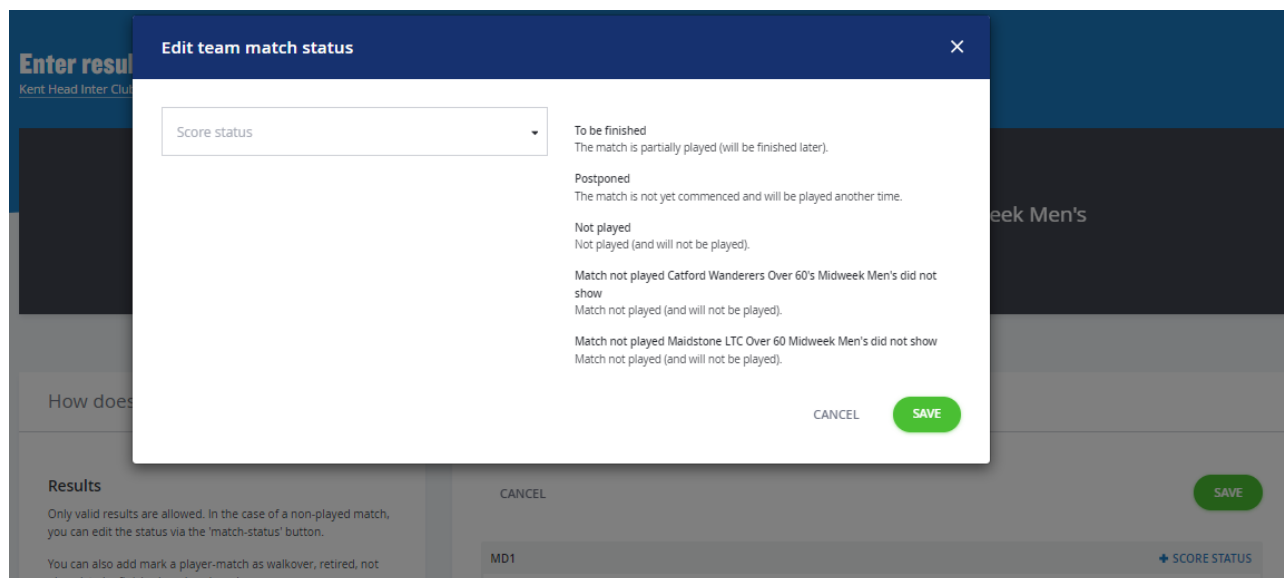 Edit team match status
Enter resul
Kent Head Inter Clu
Score status
To be finished
The match is partially played (will be finished later).
Postponed
The match is not yet commenced and will be played another time.
Not played
Not played (and will not be played).
Match not played Catford Wanderers Over 60's Midweek Men's did not
show
Match not played (and will not be played).
Match not played Maidstone LTC Over 60 Midweek Men's did not show
Match not played (and will not be played).
CANCEL
SAVE
eek Men's
How does
Results
Only valid results are allowed. In the case of a non-played match,
you can edit the status via the 'match-status' button.
You can also add mark a player-match as walkover, retired, not
CANCEL
SAVE
MD1
SCORE STATUS